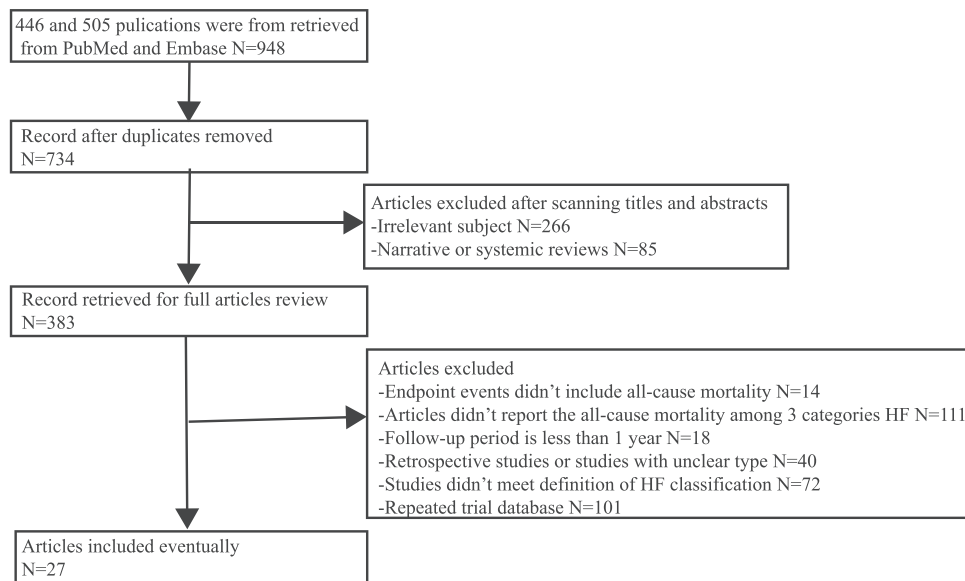 446 and 505 pulications were from retrieved
from PubMed and Embase N=948
Record after duplicates removed
N=734
Articles excluded after scanning titles and abstracts
-Irrelevant subject N=266
-Narrative or systemic reviews N=85
Record retrieved for full articles review
N=383
Articles excluded
-Endpoint events didn’t include all-cause mortality N=14
-Articles didn’t report the all-cause mortality among 3 categories HF N=111
-Follow-up period is less than 1 year N=18
-Retrospective studies or studies with unclear type N=40
-Studies didn’t meet definition of HF classification N=72
-Repeated trial database N=101
Articles included eventually
N=27